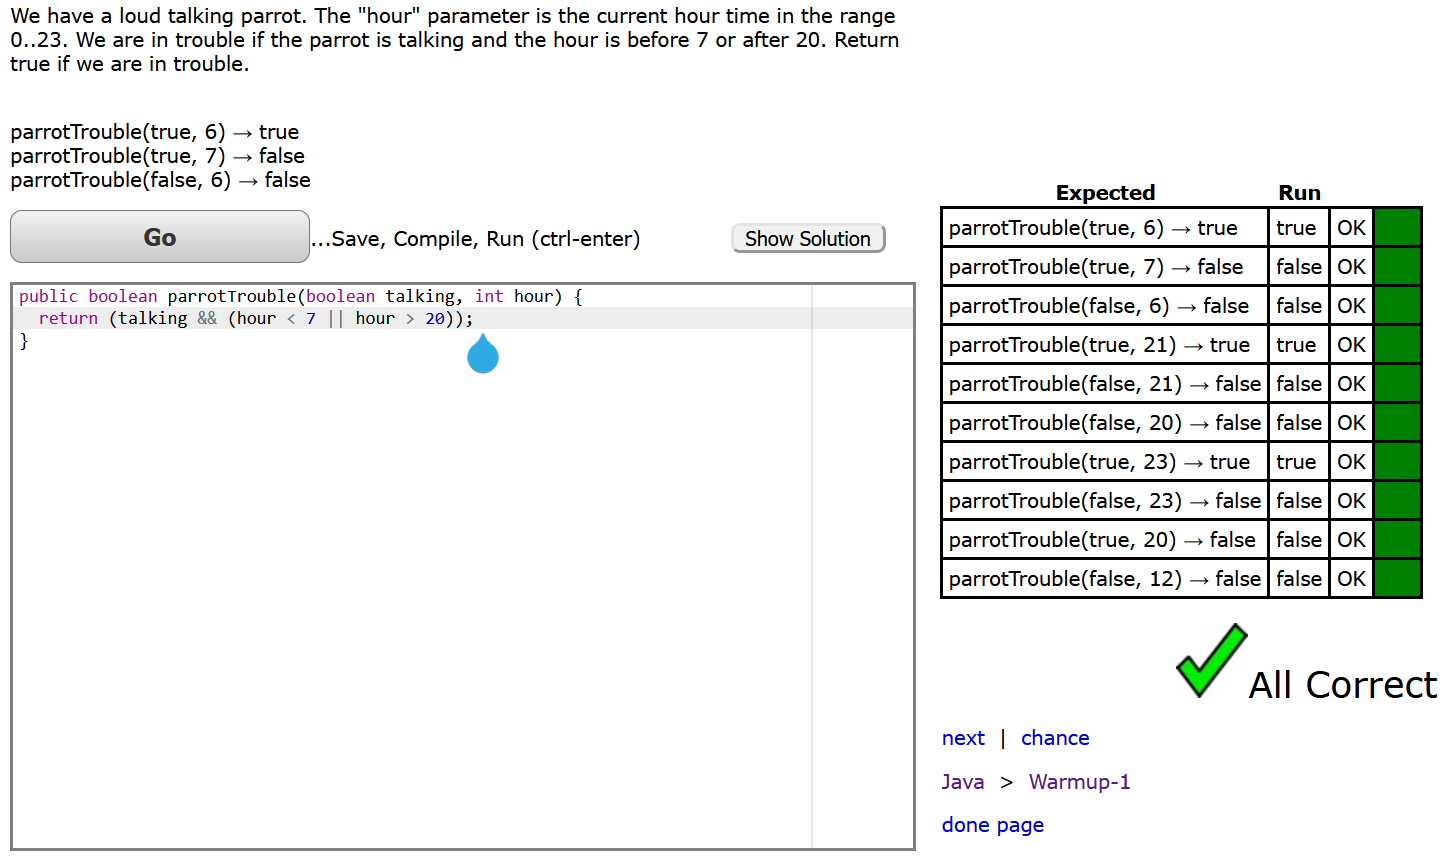 We have a loud talking parrot. The "hour" parameter is the current hour time in the range
0..23. We are in trouble if the parrot is talking and the hour is before 7 or after 20. Return
true if we are in trouble.
parrotTrouble(true, 6) → true
parrotTrouble(true, 7) → false
parrotTrouble(false, 6) → false
Go
...Save, Compile, Run (ctrl-enter)
Show Solution
public boolean parrotTrouble(boolean talking, int hour) {
  return (talking && (hour < 7 || hour > 20));
}
Expected Run
parrotTrouble(true, 6) → true true OK
parrotTrouble(true, 7) → false false OK
parrotTrouble(false, 6) → false false OK
parrotTrouble(true, 21) → true true OK
parrotTrouble(false, 21) → false false OK
parrotTrouble(false, 20) → false false OK
parrotTrouble(true, 23) → true true OK
parrotTrouble(false, 23) → false false OK
parrotTrouble(true, 20) → false false OK
parrotTrouble(false, 12) → false false OK
All Correct
next | chance
Java > Warmup-1
done page